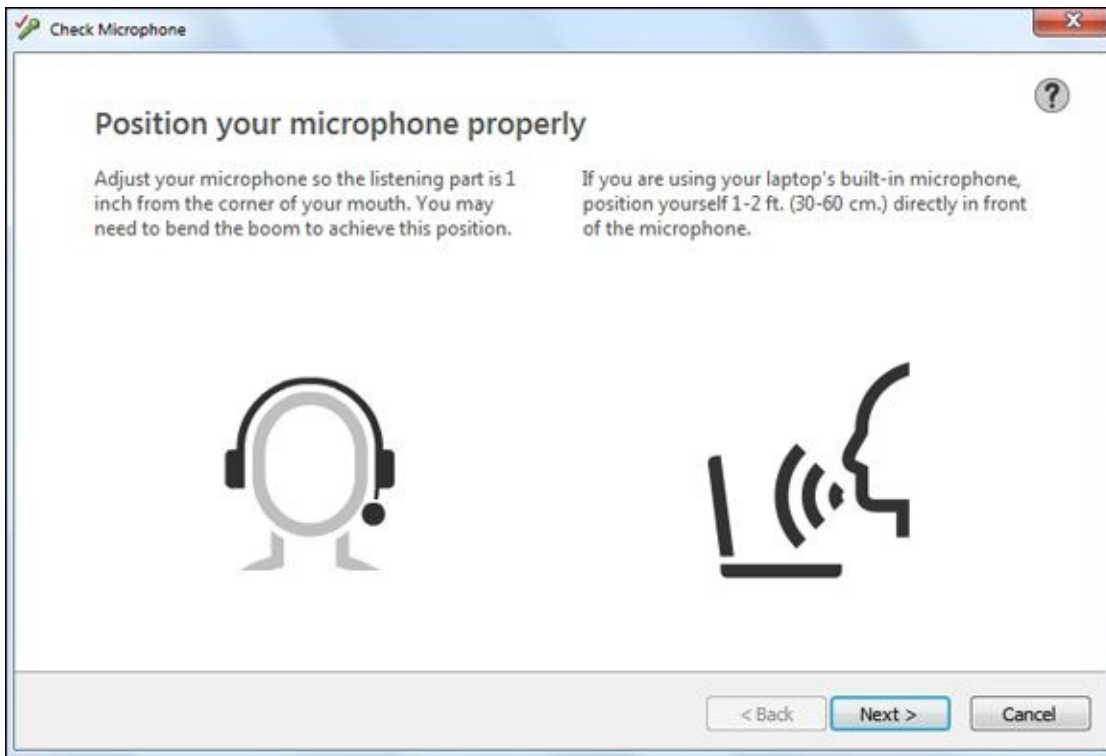 Check Microphone
x
?
Position your microphone properly
Adjust your microphone so the listening part is 1
inch from the corner of your mouth. You may
need to bend the boom to achieve this position.
If you are using your laptop's built-in microphone,
position yourself 1-2 ft. (30-60 cm.) directly in front
of the microphone.
< Back
Next >
Cancel